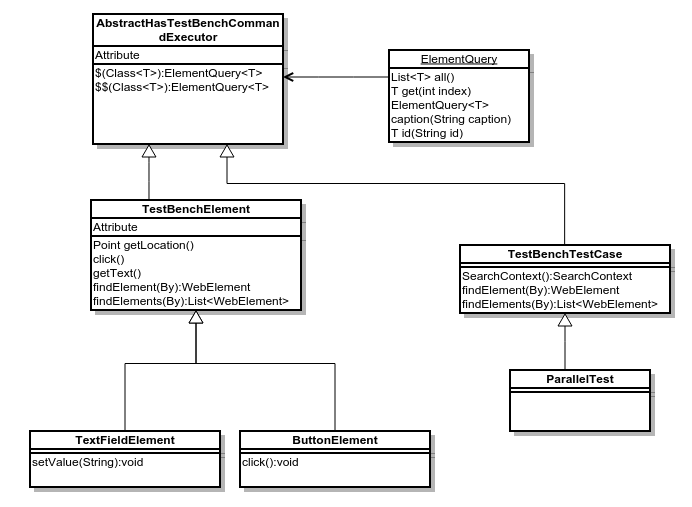 AbstractHasTestBenchComman
dExecutor
Attribute
$(Class<T>):ElementQuery<T>
$$(Class<T>):ElementQuery<T>
ElementQuery
List<T> all()
T get(int index)
ElementQuery<T>
caption(String caption)
T id(String id)
TestBenchElement
Attribute
Point getLocation()
click()
getText()
findElement(By):WebElement
findElements(By):List<WebElement>
TestBenchTestCase
SearchContext():SearchContext
findElement(By):WebElement
findElements(By):List<WebElement>
ParallelTest
TextFieldElement
setValue(String):void
ButtonElement
click():void